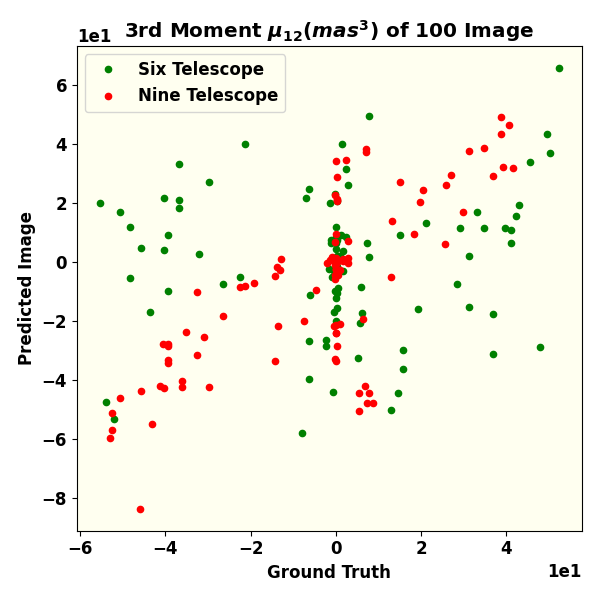 3rd Moment μ₁₂(mas³) of 100 Image
1e1
Six Telescope
Nine Telescope
6
4
2
0
−2
−4
−6
−8
Predicted Image
−6 −4 −2 0 2 4
1e1
Ground Truth